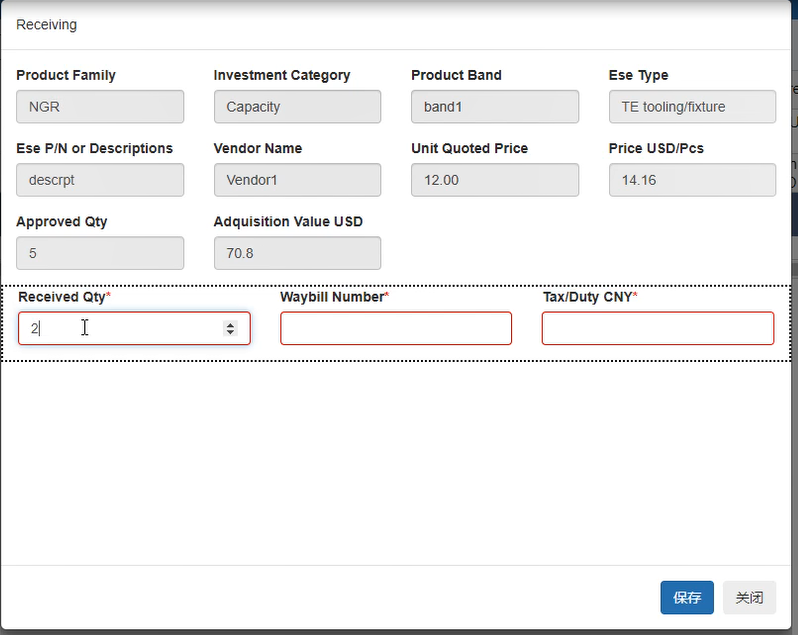 Receiving
Product Family Investment Category Product Band Ese Type
NGR Capacity band1 TE tooling/fixture
Ese P/N or Descriptions Vendor Name Unit Quoted Price Price USD/Pcs
descrpt Vendor1 12.00 14.16
Approved Qty Adquisition Value USD
5 70.8
Received Qty* Waybill Number* Tax/Duty CNY*
2
保存 关闭